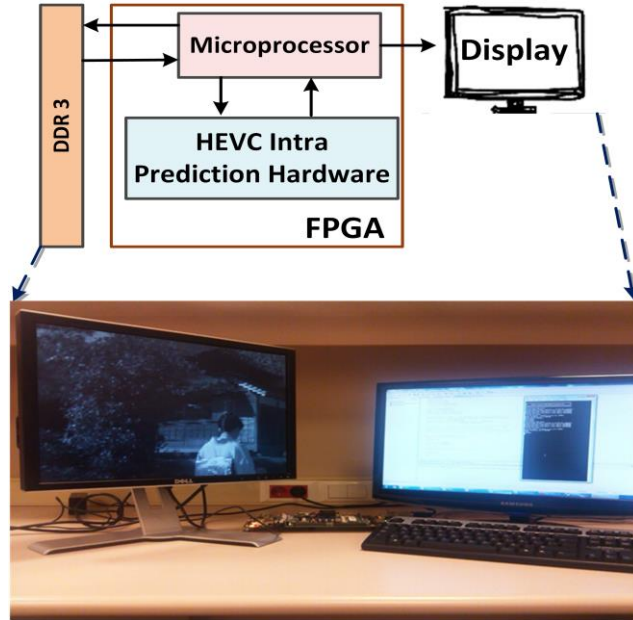 DDR 3
Microprocessor
Display
HEVC Intra
Prediction Hardware
FPGA
DELL
SAMSUNG